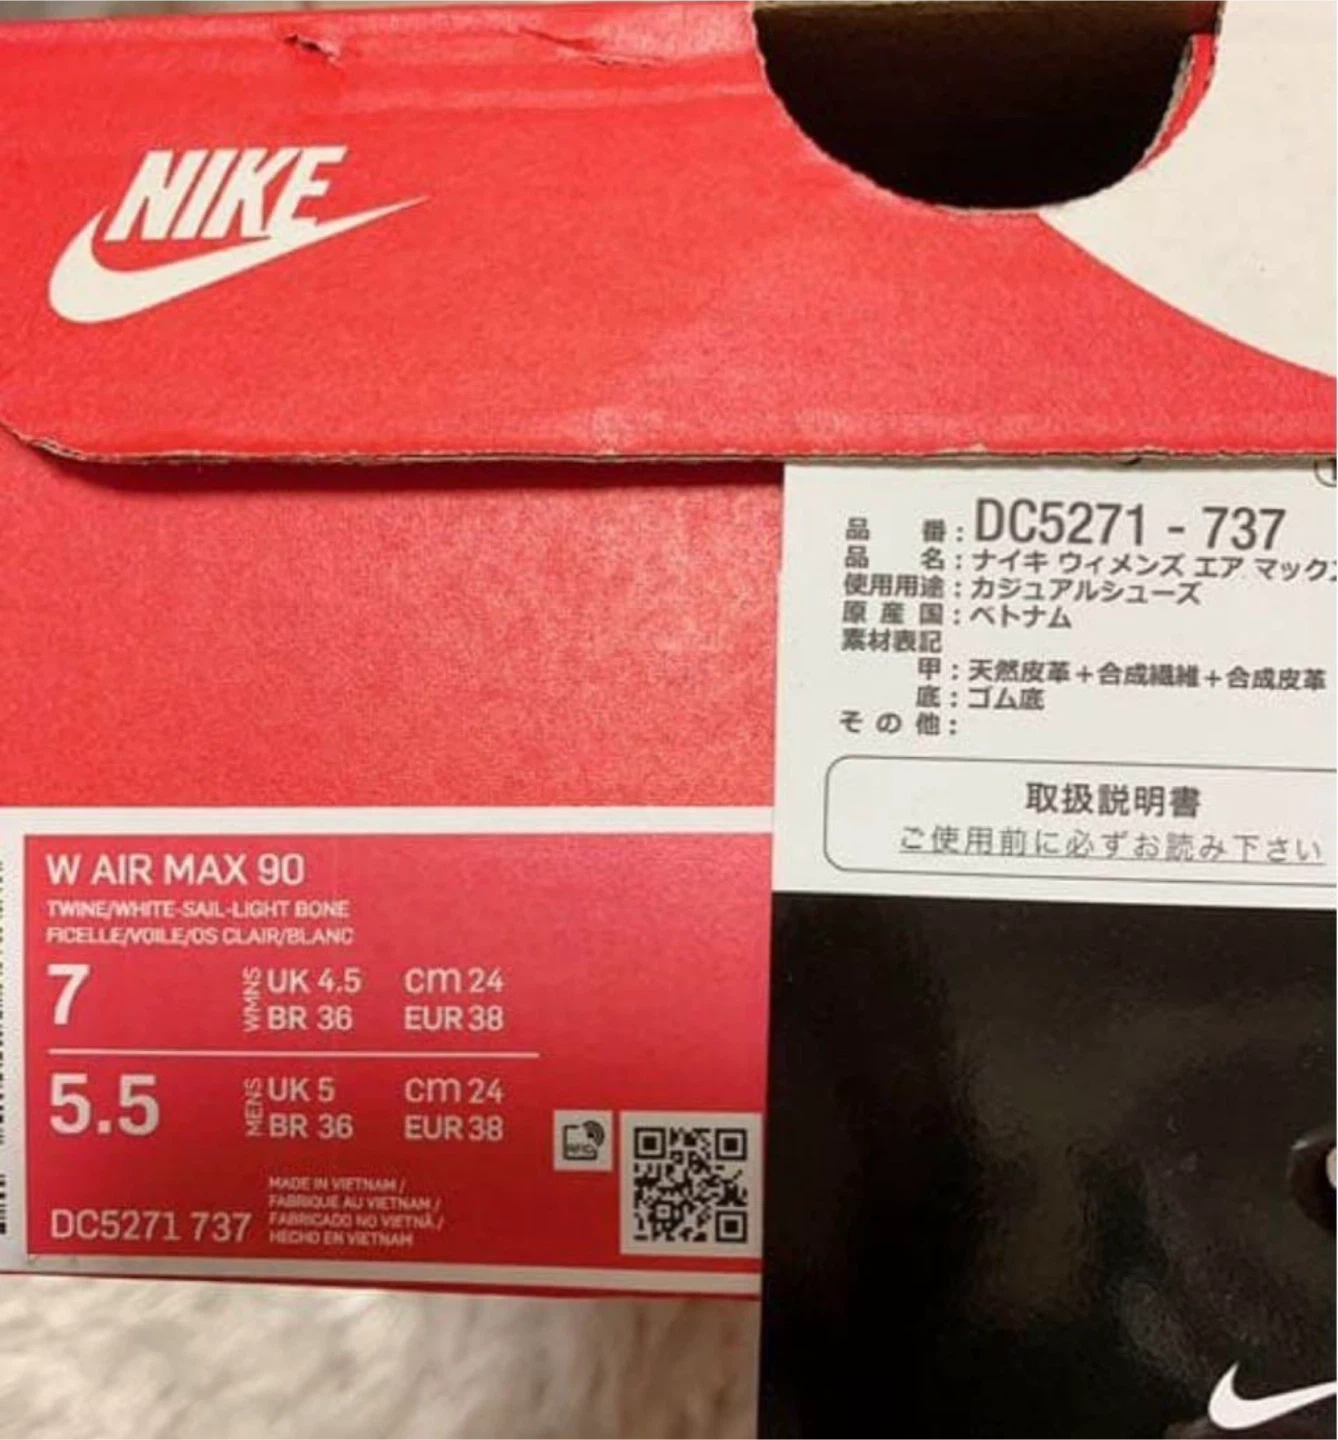 NIKE
品 番 : DC5271 - 737
品 名 : ナイキ ウィメンズ エア マック
使用用途 : カジュアルシューズ
原 産 国 : ベトナム
素材表記
甲 : 天然皮革+合成繊維+合成皮革
底 : ゴム底
そ の 他 :
取扱説明書
ご使用前に必ずお読み下さい
W AIR MAX 90
TWINE/WHITE-SAIL-LIGHT BONE
FICELLE/VOILE/OS CLAIR/BLANC
7 WMNS UK 4.5 cm 24
BR 36 EUR 38
5.5 MENS UK 5 cm 24
BR 36 EUR 38
RFID
MADE IN VIETNAM /
FABRIQUE AU VIETNAM /
FABRICADO NO VIETNÃ /
HECHO EN VIETNAM
DC5271 737